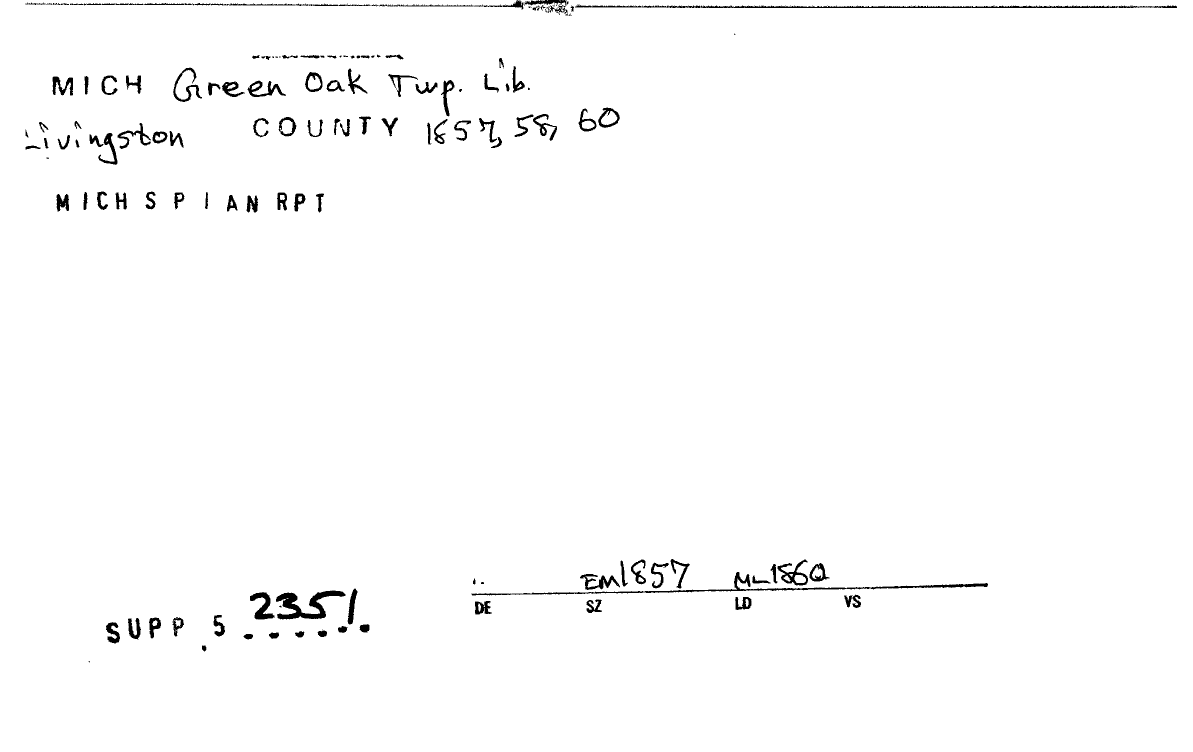 MICH Green Oak Twp. Lib.
Livingston COUNTY 1857, 58, 60
MICH S P I AN RPT
EM1857 ML1860
DE SZ LD VS
SUPP. 5 2351